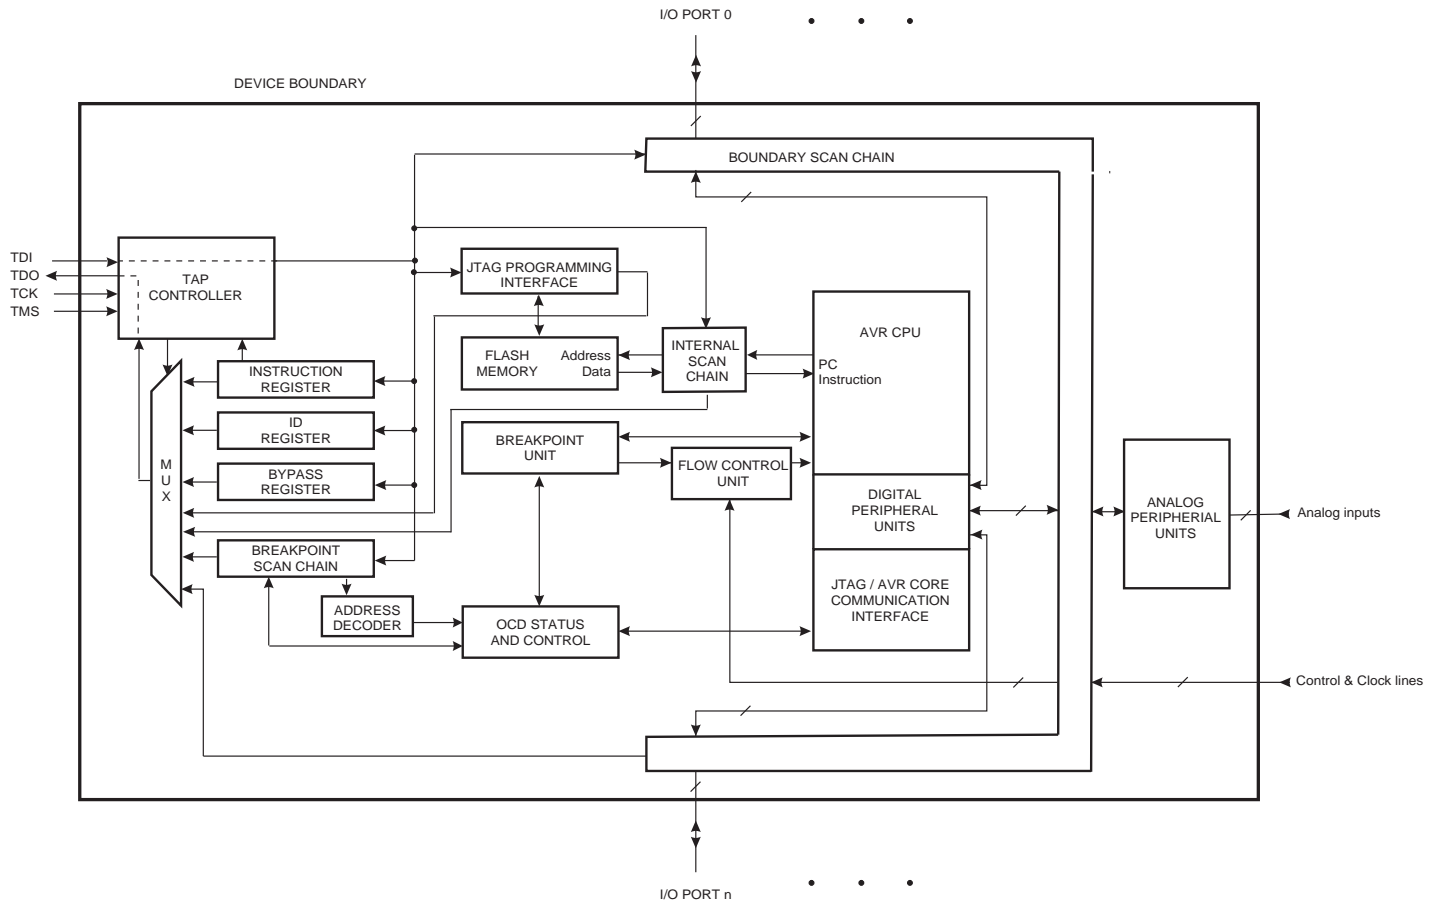 I/O PORT 0
DEVICE BOUNDARY
BOUNDARY SCAN CHAIN
TDI
TDO
TCK
TMS
TAP
CONTROLLER
JTAG PROGRAMMING
INTERFACE
AVR CPU
FLASH
MEMORY
Address
Data
INTERNAL
SCAN
CHAIN
PC
Instruction
INSTRUCTION
REGISTER
ID
REGISTER
BREAKPOINT
UNIT
FLOW CONTROL
UNIT
BYPASS
REGISTER
M
U
X
DIGITAL
PERIPHERAL
UNITS
ANALOG
PERIPHERIAL
UNITS
Analog inputs
BREAKPOINT
SCAN CHAIN
ADDRESS
DECODER
OCD STATUS
AND CONTROL
JTAG / AVR CORE
COMMUNICATION
INTERFACE
Control & Clock lines
I/O PORT n